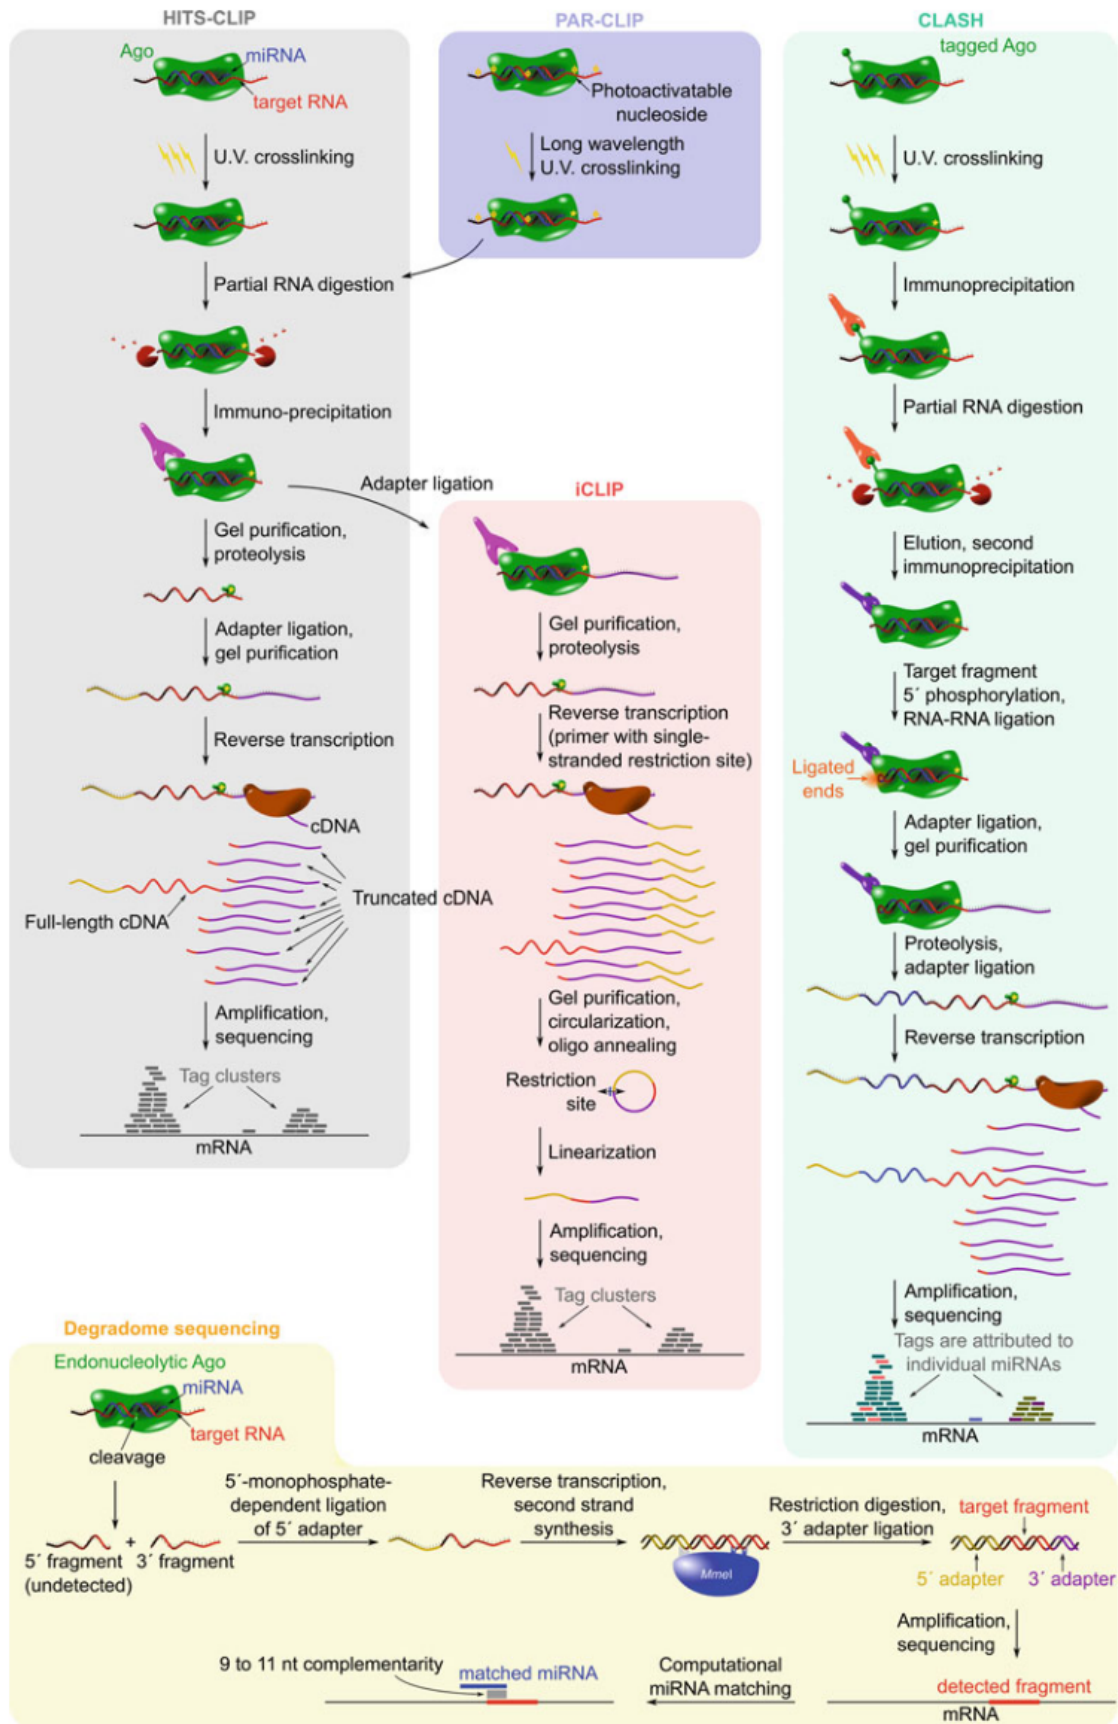 HITS-CLIP
Ago
miRNA
target RNA
U.V. crosslinking
Partial RNA digestion
Immuno-precipitation
Gel purification,
proteolysis
Adapter ligation,
gel purification
Reverse transcription
cDNA
Full-length cDNA
Truncated cDNA
Amplification,
sequencing
Tag clusters
mRNA
PAR-CLIP
Photoactivatable
nucleoside
Long wavelength
U.V. crosslinking
Adapter ligation
iCLIP
Gel purification,
proteolysis
Reverse transcription
(primer with single-
stranded restriction site)
Gel purification,
circularization,
oligo annealing
Restriction
site
Linearization
Amplification,
sequencing
Tag clusters
mRNA
CLASH
tagged Ago
U.V. crosslinking
Immunoprecipitation
Partial RNA digestion
Elution, second
immunoprecipitation
Target fragment
5´ phosphorylation,
RNA-RNA ligation
Ligated
ends
Adapter ligation,
gel purification
Proteolysis,
adapter ligation
Reverse transcription
Amplification,
sequencing
Tags are attributed to
individual miRNAs
mRNA
Degradome sequencing
Endonucleolytic Ago
miRNA
target RNA
cleavage
+
5´ fragment
(undetected)
3´ fragment
5´-monophosphate-
dependent ligation
of 5´ adapter
Reverse transcription,
second strand
synthesis
MmeI
Restriction digestion,
3´ adapter ligation
target fragment
5´ adapter
3´ adapter
Amplification,
sequencing
detected fragment
mRNA
Computational
miRNA matching
9 to 11 nt complementarity
matched miRNA